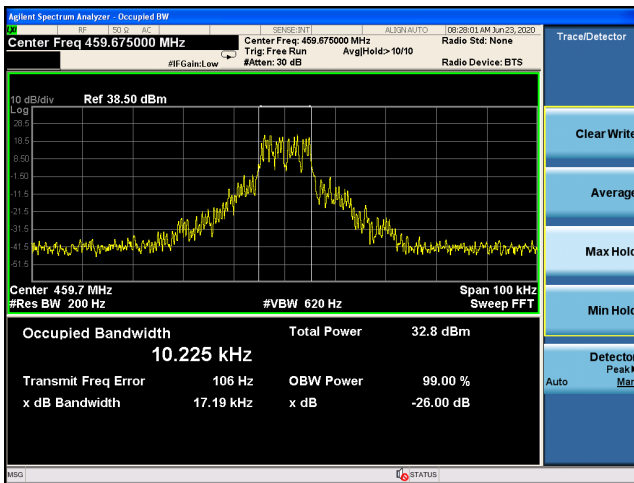 Agilent Spectrum Analyzer - Occupied BW
RF 50 Ω AC SENSE:INT ALIGN AUTO 08:28:01 AM Jun 23, 2020
Center Freq 459.675000 MHz
Center Freq: 459.675000 MHz
Radio Std: None
Trig: Free Run Avg|Hold:>10/10
#IFGain:Low
#Atten: 30 dB
Radio Device: BTS
Trace/Detector
10 dB/div Ref 38.50 dBm
Log
28.5
18.5
8.50
-1.50
-11.5
-21.5
-31.5
-41.5
-51.5
Clear Write
Average
Max Hold
Min Hold
Center 459.7 MHz Span 100 kHz
#Res BW 200 Hz #VBW 620 Hz Sweep FFT
Occupied Bandwidth Total Power 32.8 dBm
10.225 kHz
Transmit Freq Error 106 Hz OBW Power 99.00 %
x dB Bandwidth 17.19 kHz x dB -26.00 dB
Detector
Peak
Auto Man
MSG STATUS